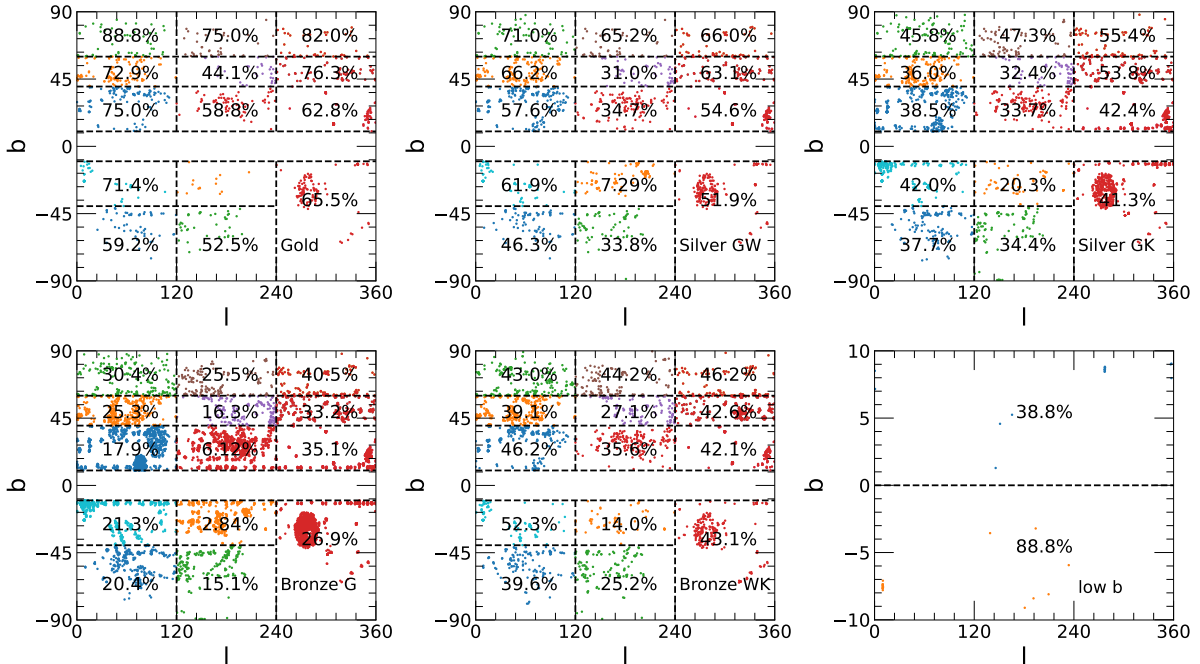 90
45
0
−45
−90
b
88.8% 75.0% 82.0%
72.9% 44.1% 76.3%
75.0% 58.8% 62.8%
71.4% 65.5%
59.2% 52.5% Gold
0 120 240 360
l
90
45
0
−45
−90
b
71.0% 65.2% 66.0%
66.2% 31.0% 63.1%
57.6% 34.7% 54.6%
61.9% 7.29% 51.9%
46.3% 33.8% Silver GW
0 120 240 360
l
90
45
0
−45
−90
b
45.8% 47.3% 55.4%
36.0% 32.4% 53.8%
38.5% 33.7% 42.4%
42.0% 20.3% 41.3%
37.7% 34.4% Silver GK
0 120 240 360
l
90
45
0
−45
−90
b
30.4% 25.5% 40.5%
25.3% 16.3% 33.2%
17.9% 6.12% 35.1%
21.3% 2.84% 26.9%
20.4% 15.1% Bronze G
0 120 240 360
l
90
45
0
−45
−90
b
43.0% 44.2% 46.2%
39.1% 27.1% 42.6%
46.2% 35.6% 42.1%
52.3% 14.0% 43.1%
39.6% 25.2% Bronze WK
0 120 240 360
l
10
5
0
−5
−10
b
38.8%
88.8%
low b
0 120 240 360
l